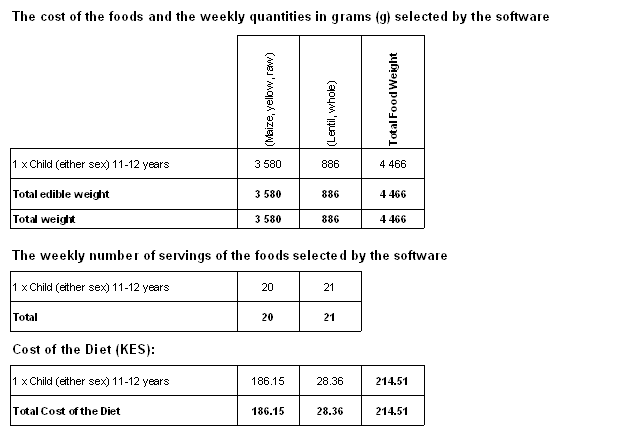 The cost of the foods and the weekly quantities in grams (g) selected by the software
(Maize, yellow, raw) (Lentil, whole) Total Food Weight
1 x Child (either sex) 11-12 years 3 580 886 4 466
Total edible weight 3 580 886 4 466
Total weight 3 580 886 4 466
The weekly number of servings of the foods selected by the software
1 x Child (either sex) 11-12 years 20 21
Total 20 21
Cost of the Diet (KES):
1 x Child (either sex) 11-12 years 186.15 28.36 214.51
Total Cost of the Diet 186.15 28.36 214.51